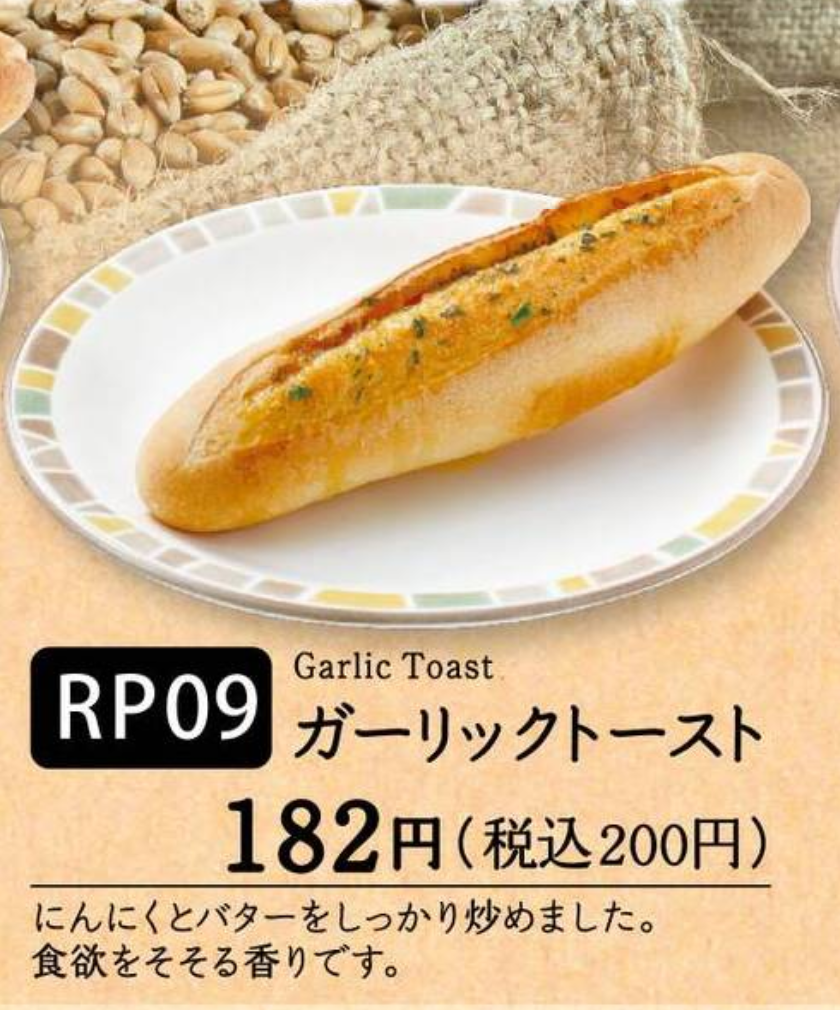 RP09
Garlic Toast
ガーリックトースト
182円（税込200円）
にんにくとバターをしっかり炒めました。
食欲をそそる香りです。